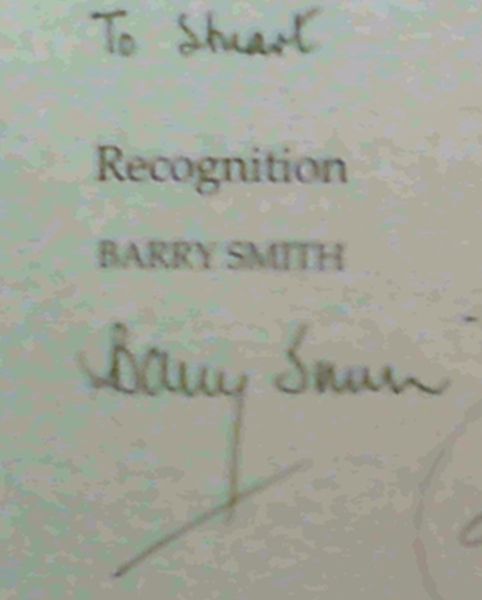 To Stuart
Recognition
BARRY SMITH
Barry Smith